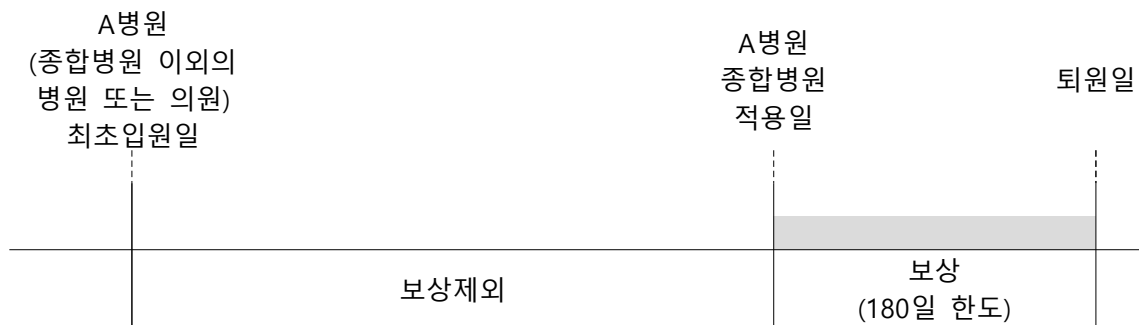 A병원
(종합병원 이외의
병원 또는 의원)
최초입원일
A병원
종합병원
적용일
퇴원일
보상제외
보상
(180일 한도)